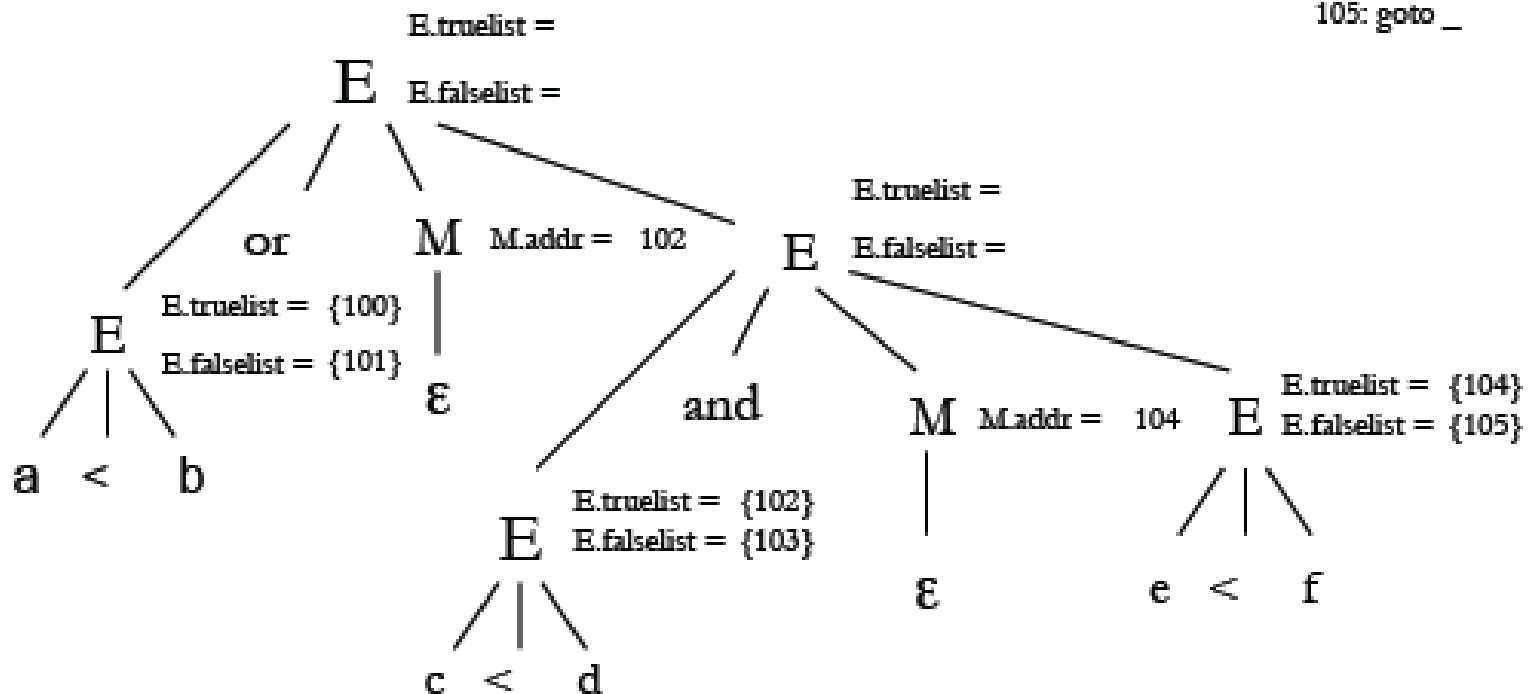 105: goto _
E.truelist =
E
E.falselist =
E.truelist =
or
M
M.addr = 102
E
E.falselist =
E.truelist = {100}
E
E.falselist = {101}
ε
and
E.truelist = {104}
M
M.addr = 104
E
E.falselist = {105}
a < b
E.truelist = {102}
E
E.falselist = {103}
ε
e < f
c < d